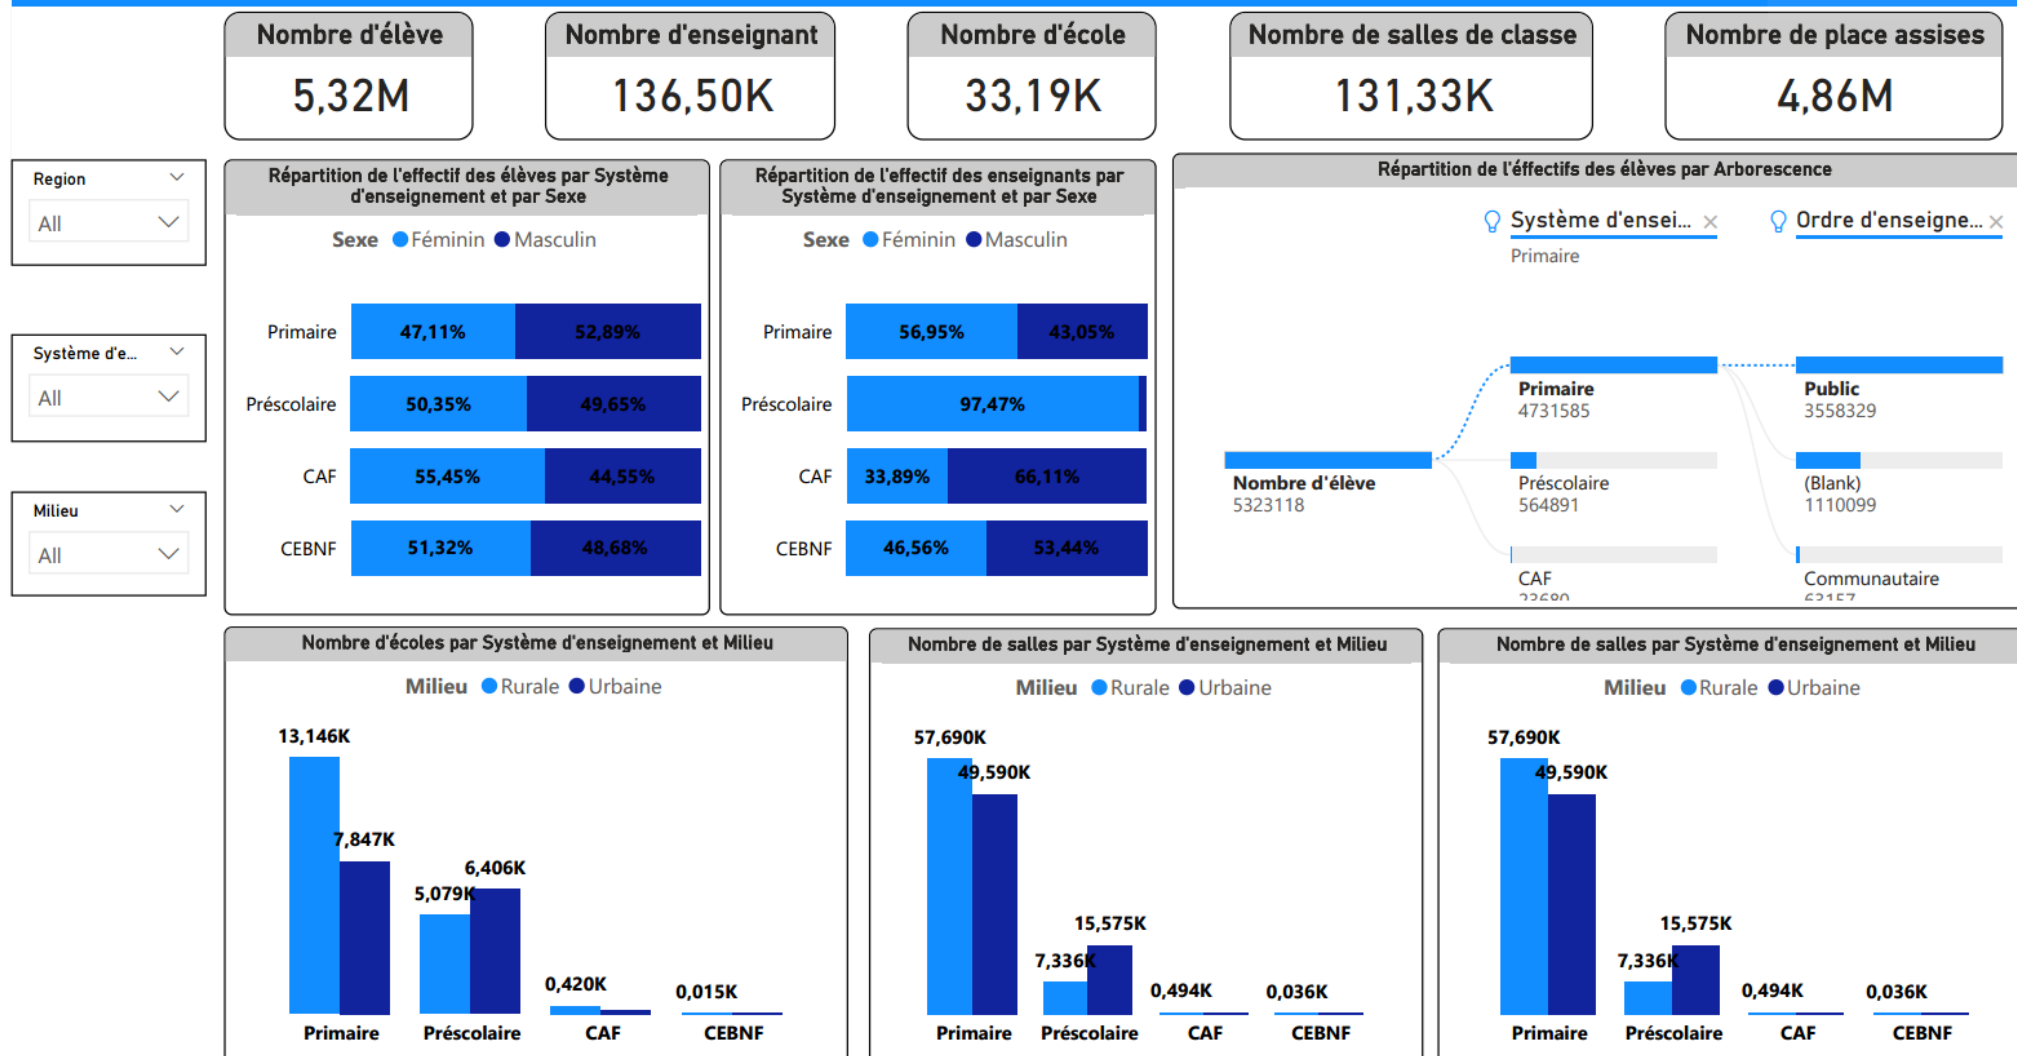 Nombre d'élève
5,32M
Nombre d'enseignant
136,50K
Nombre d'école
33,19K
Nombre de salles de classe
131,33K
Nombre de place assises
4,86M
Region
All
Système d'e...
All
Milieu
All
Répartition de l'effectif des élèves par Système
d'enseignement et par Sexe
Sexe Féminin Masculin
Primaire 47,11% 52,89%
Préscolaire 50,35% 49,65%
CAF 55,45% 44,55%
CEBNF 51,32% 48,68%
Répartition de l'effectif des enseignants par
Système d'enseignement et par Sexe
Sexe Féminin Masculin
Primaire 56,95% 43,05%
Préscolaire 97,47%
CAF 33,89% 66,11%
CEBNF 46,56% 53,44%
Répartition de l'éffectifs des élèves par Arborescence
Système d'ensei...
Primaire
Ordre d'enseigne...
Nombre d'élève
5323118
Primaire
4731585
Préscolaire
564891
CAF
23680
Public
3558329
(Blank)
1110099
Communautaire
63157
Nombre d'écoles par Système d'enseignement et Milieu
Milieu Rurale Urbaine
13,146K
7,847K
5,079K
6,406K
0,420K
0,015K
Primaire Préscolaire CAF CEBNF
Nombre de salles par Système d'enseignement et Milieu
Milieu Rurale Urbaine
57,690K
49,590K
7,336K
15,575K
0,494K
0,036K
Primaire Préscolaire CAF CEBNF
Nombre de salles par Système d'enseignement et Milieu
Milieu Rurale Urbaine
57,690K
49,590K
7,336K
15,575K
0,494K
0,036K
Primaire Préscolaire CAF CEBNF